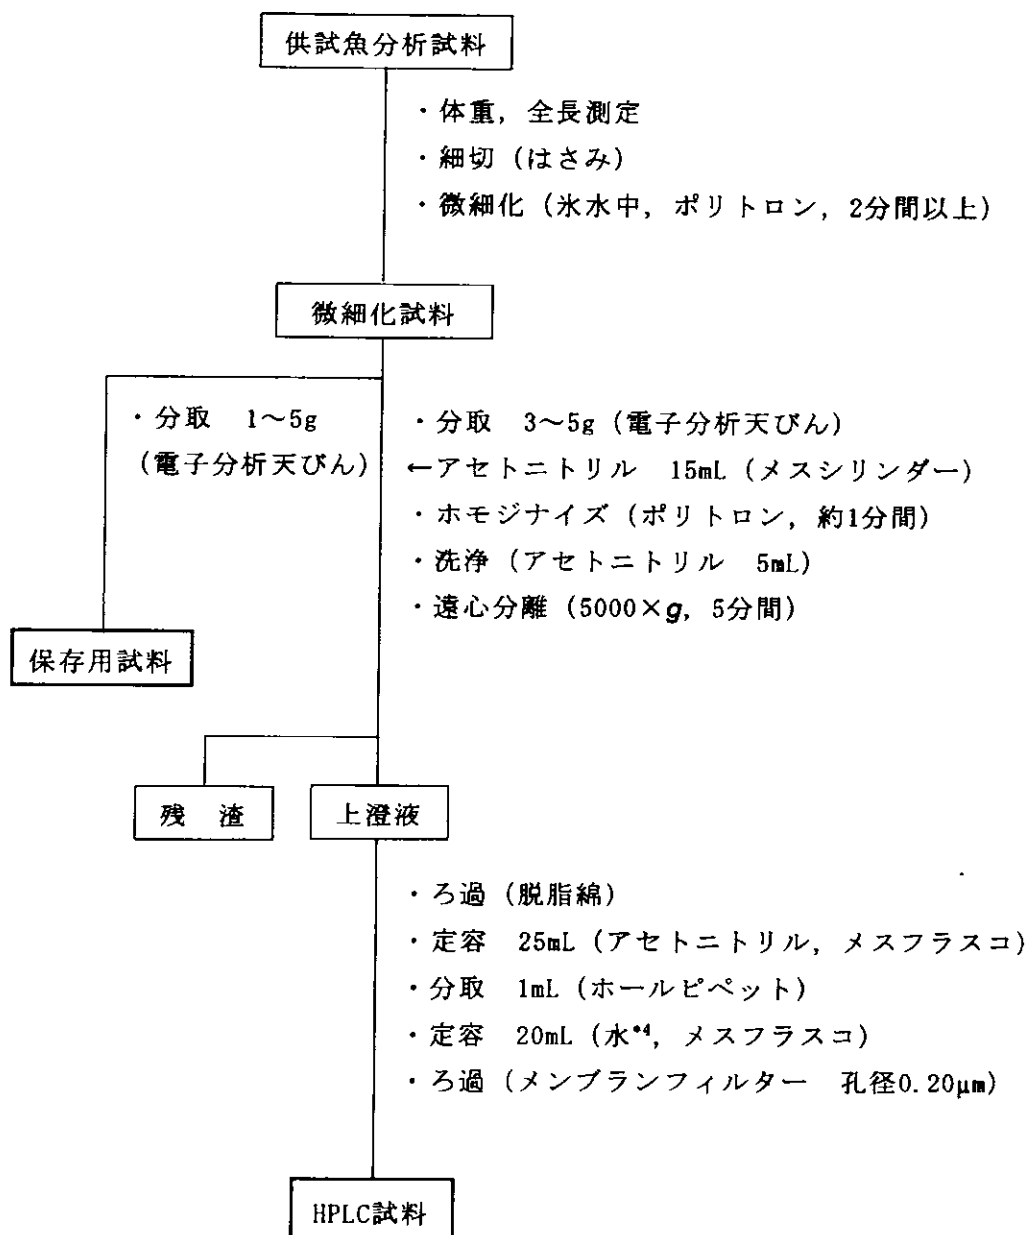 供試魚分析試料
・体重, 全長測定
・細切 (はさみ)
・微細化 (氷水中, ポリトロン, 2分間以上)
微細化試料
・分取　1～5g
(電子分析天びん)
・分取　3～5g (電子分析天びん)
←アセトニトリル　15mL (メスシリンダー)
・ホモジナイズ (ポリトロン, 約1分間)
・洗浄 (アセトニトリル　5mL)
・遠心分離 (5000×g, 5分間)
保存用試料
残　渣
上澄液
・ろ過 (脱脂綿)
・定容　25mL (アセトニトリル, メスフラスコ)
・分取　1mL (ホールピペット)
・定容　20mL (水*4, メスフラスコ)
・ろ過 (メンブランフィルター　孔径0.20μm)
HPLC試料